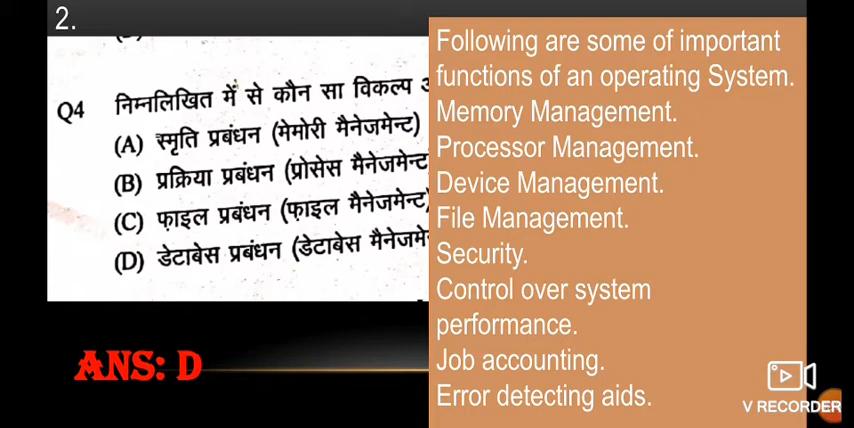 2.
Q4 निम्नलिखित में से कौन सा विकल्प
(A) स्मृति प्रबंधन (मेमोरी मैनेजमेन्ट)
(B) प्रक्रिया प्रबंधन (प्रोसेस मैनेजमेन्ट
(C) फ़ाइल प्रबंधन (फ़ाइल मैनेजमेन्ट)
(D) डेटाबेस प्रबंधन (डेटाबेस मैनेजमे
ANS: D
Following are some of important
functions of an operating System.
Memory Management.
Processor Management.
Device Management.
File Management.
Security.
Control over system
performance.
Job accounting.
Error detecting aids.
V RECORDER